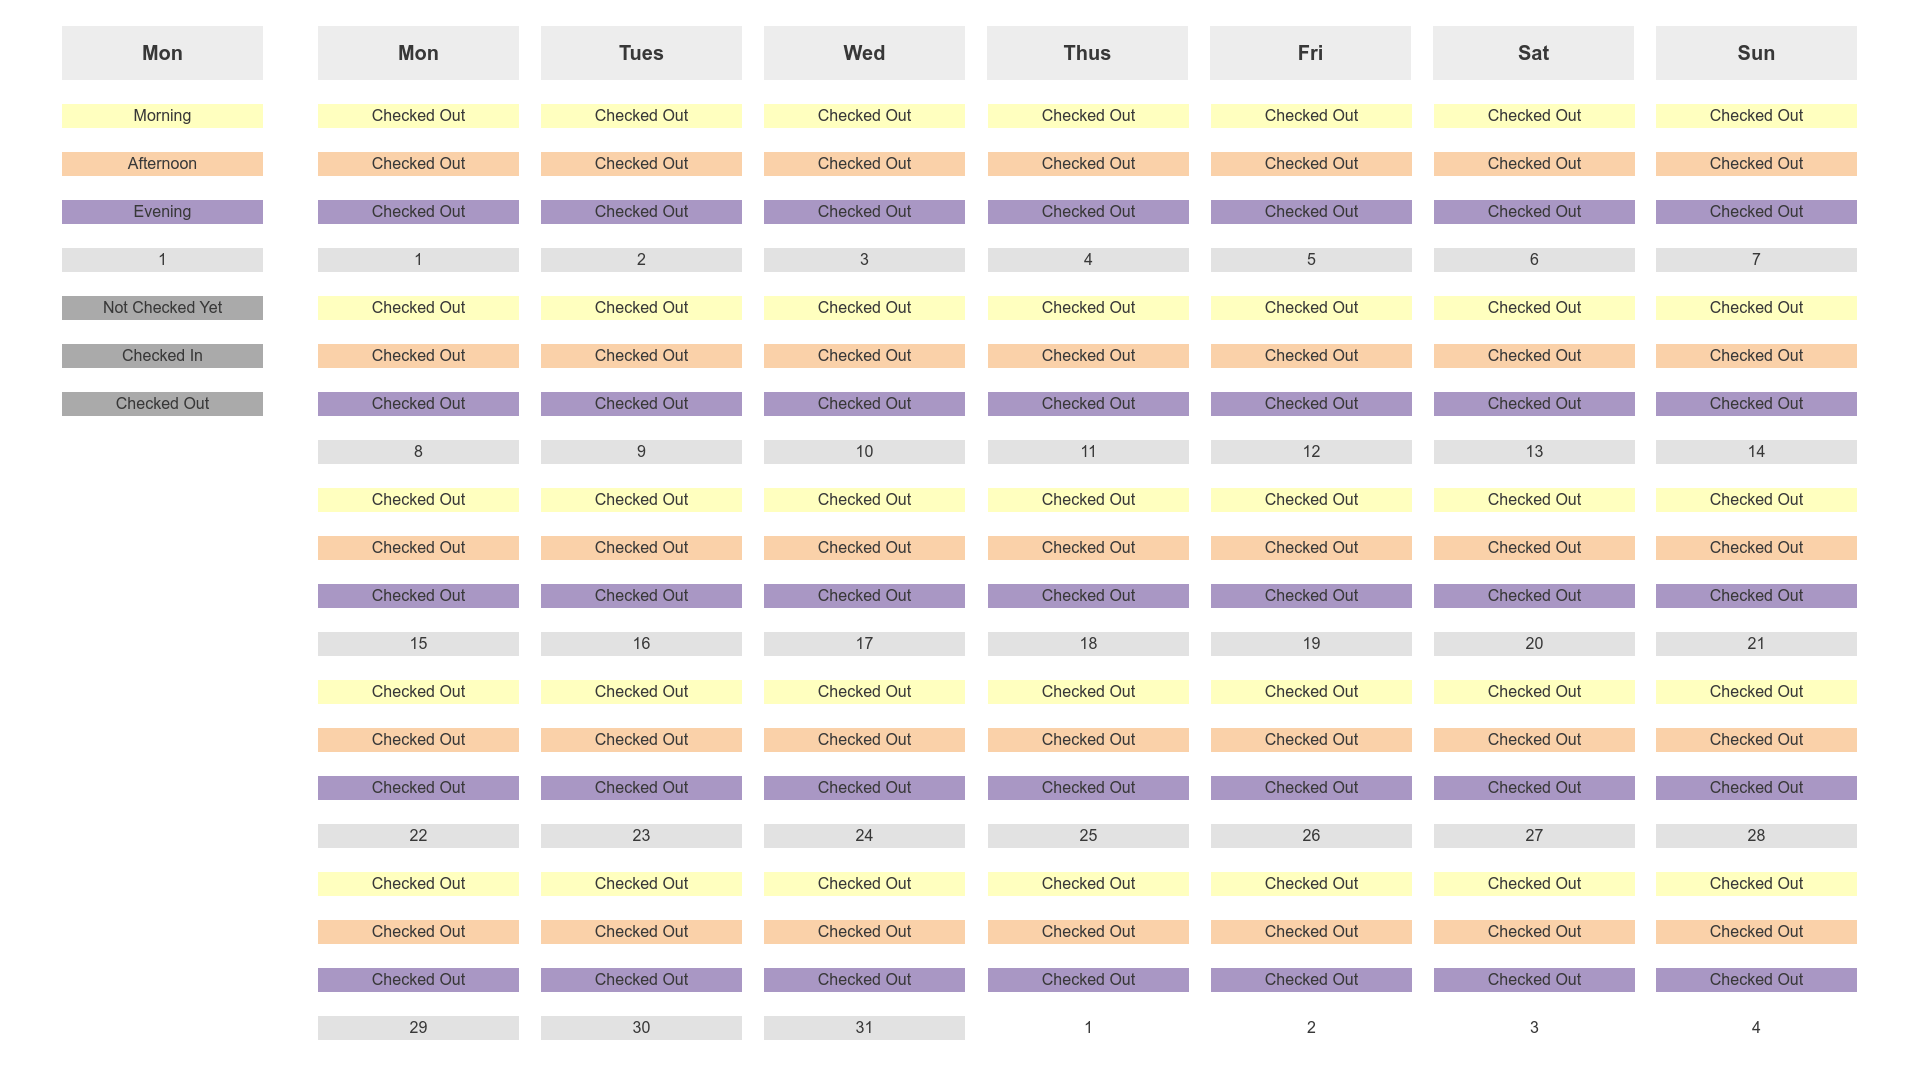 Mon Mon Tues Wed Thus Fri Sat Sun
Morning Checked Out Checked Out Checked Out Checked Out Checked Out Checked Out Checked Out
Afternoon Checked Out Checked Out Checked Out Checked Out Checked Out Checked Out Checked Out
Evening Checked Out Checked Out Checked Out Checked Out Checked Out Checked Out Checked Out
1 1 2 3 4 5 6 7
Not Checked Yet Checked Out Checked Out Checked Out Checked Out Checked Out Checked Out Checked Out
Checked In Checked Out Checked Out Checked Out Checked Out Checked Out Checked Out Checked Out
Checked Out Checked Out Checked Out Checked Out Checked Out Checked Out Checked Out Checked Out
8 9 10 11 12 13 14
Checked Out Checked Out Checked Out Checked Out Checked Out Checked Out Checked Out
Checked Out Checked Out Checked Out Checked Out Checked Out Checked Out Checked Out
Checked Out Checked Out Checked Out Checked Out Checked Out Checked Out Checked Out
15 16 17 18 19 20 21
Checked Out Checked Out Checked Out Checked Out Checked Out Checked Out Checked Out
Checked Out Checked Out Checked Out Checked Out Checked Out Checked Out Checked Out
Checked Out Checked Out Checked Out Checked Out Checked Out Checked Out Checked Out
22 23 24 25 26 27 28
Checked Out Checked Out Checked Out Checked Out Checked Out Checked Out Checked Out
Checked Out Checked Out Checked Out Checked Out Checked Out Checked Out Checked Out
Checked Out Checked Out Checked Out Checked Out Checked Out Checked Out Checked Out
29 30 31 1 2 3 4